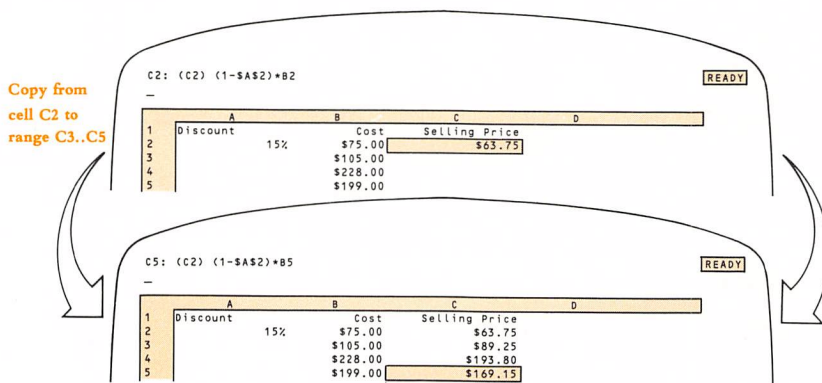 Copy from
cell C2 to
range C3..C5
C2: (C2) (1-$A$2)*B2
READY
A B C D
1 Discount Cost Selling Price
2 15% $75.00 $63.75
3 $105.00
4 $228.00
5 $199.00
C5: (C2) (1-$A$2)*B5
READY
A B C D
1 Discount Cost Selling Price
2 15% $75.00 $63.75
3 $105.00 $89.25
4 $228.00 $193.80
5 $199.00 $169.15